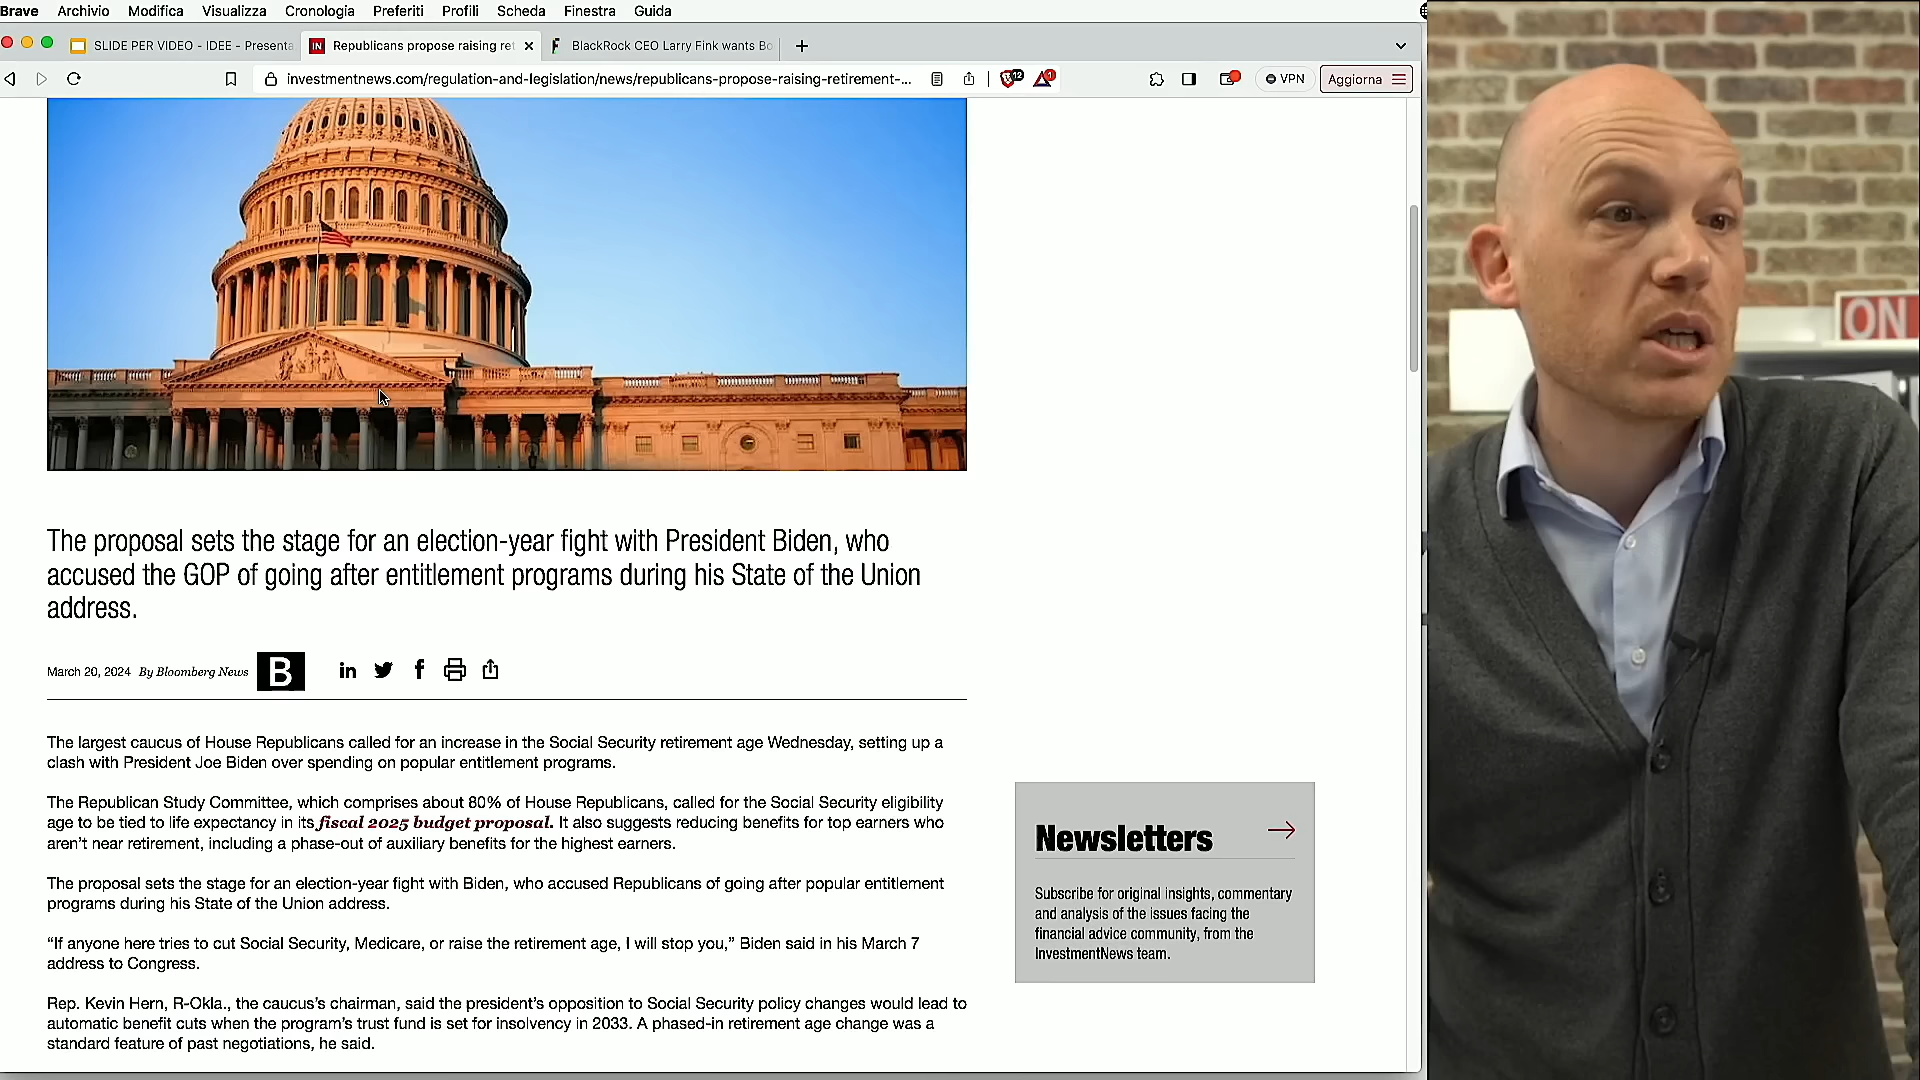 Brave Archivio Modifica Visualizza Cronologia Preferiti Profili Scheda Finestra Guida
SLIDE PER VIDEO - IDEE - Presenta
IN Republicans propose raising ret
BlackRock CEO Larry Fink wants Bo
investmentnews.com/regulation-and-legislation/news/republicans-propose-raising-retirement-...
12
1
VPN
Aggiorna
ON
The proposal sets the stage for an election-year fight with President Biden, who
accused the GOP of going after entitlement programs during his State of the Union
address.
March 20, 2024 By Bloomberg News B
The largest caucus of House Republicans called for an increase in the Social Security retirement age Wednesday, setting up a
clash with President Joe Biden over spending on popular entitlement programs.
The Republican Study Committee, which comprises about 80% of House Republicans, called for the Social Security eligibility
age to be tied to life expectancy in its fiscal 2025 budget proposal. It also suggests reducing benefits for top earners who
aren't near retirement, including a phase-out of auxiliary benefits for the highest earners.
The proposal sets the stage for an election-year fight with Biden, who accused Republicans of going after popular entitlement
programs during his State of the Union address.
“If anyone here tries to cut Social Security, Medicare, or raise the retirement age, I will stop you,” Biden said in his March 7
address to Congress.
Rep. Kevin Hern, R-Okla., the caucus's chairman, said the president's opposition to Social Security policy changes would lead to
automatic benefit cuts when the program's trust fund is set for insolvency in 2033. A phased-in retirement age change was a
standard feature of past negotiations, he said.
Newsletters
Subscribe for original insights, commentary
and analysis of the issues facing the
financial advice community, from the
InvestmentNews team.